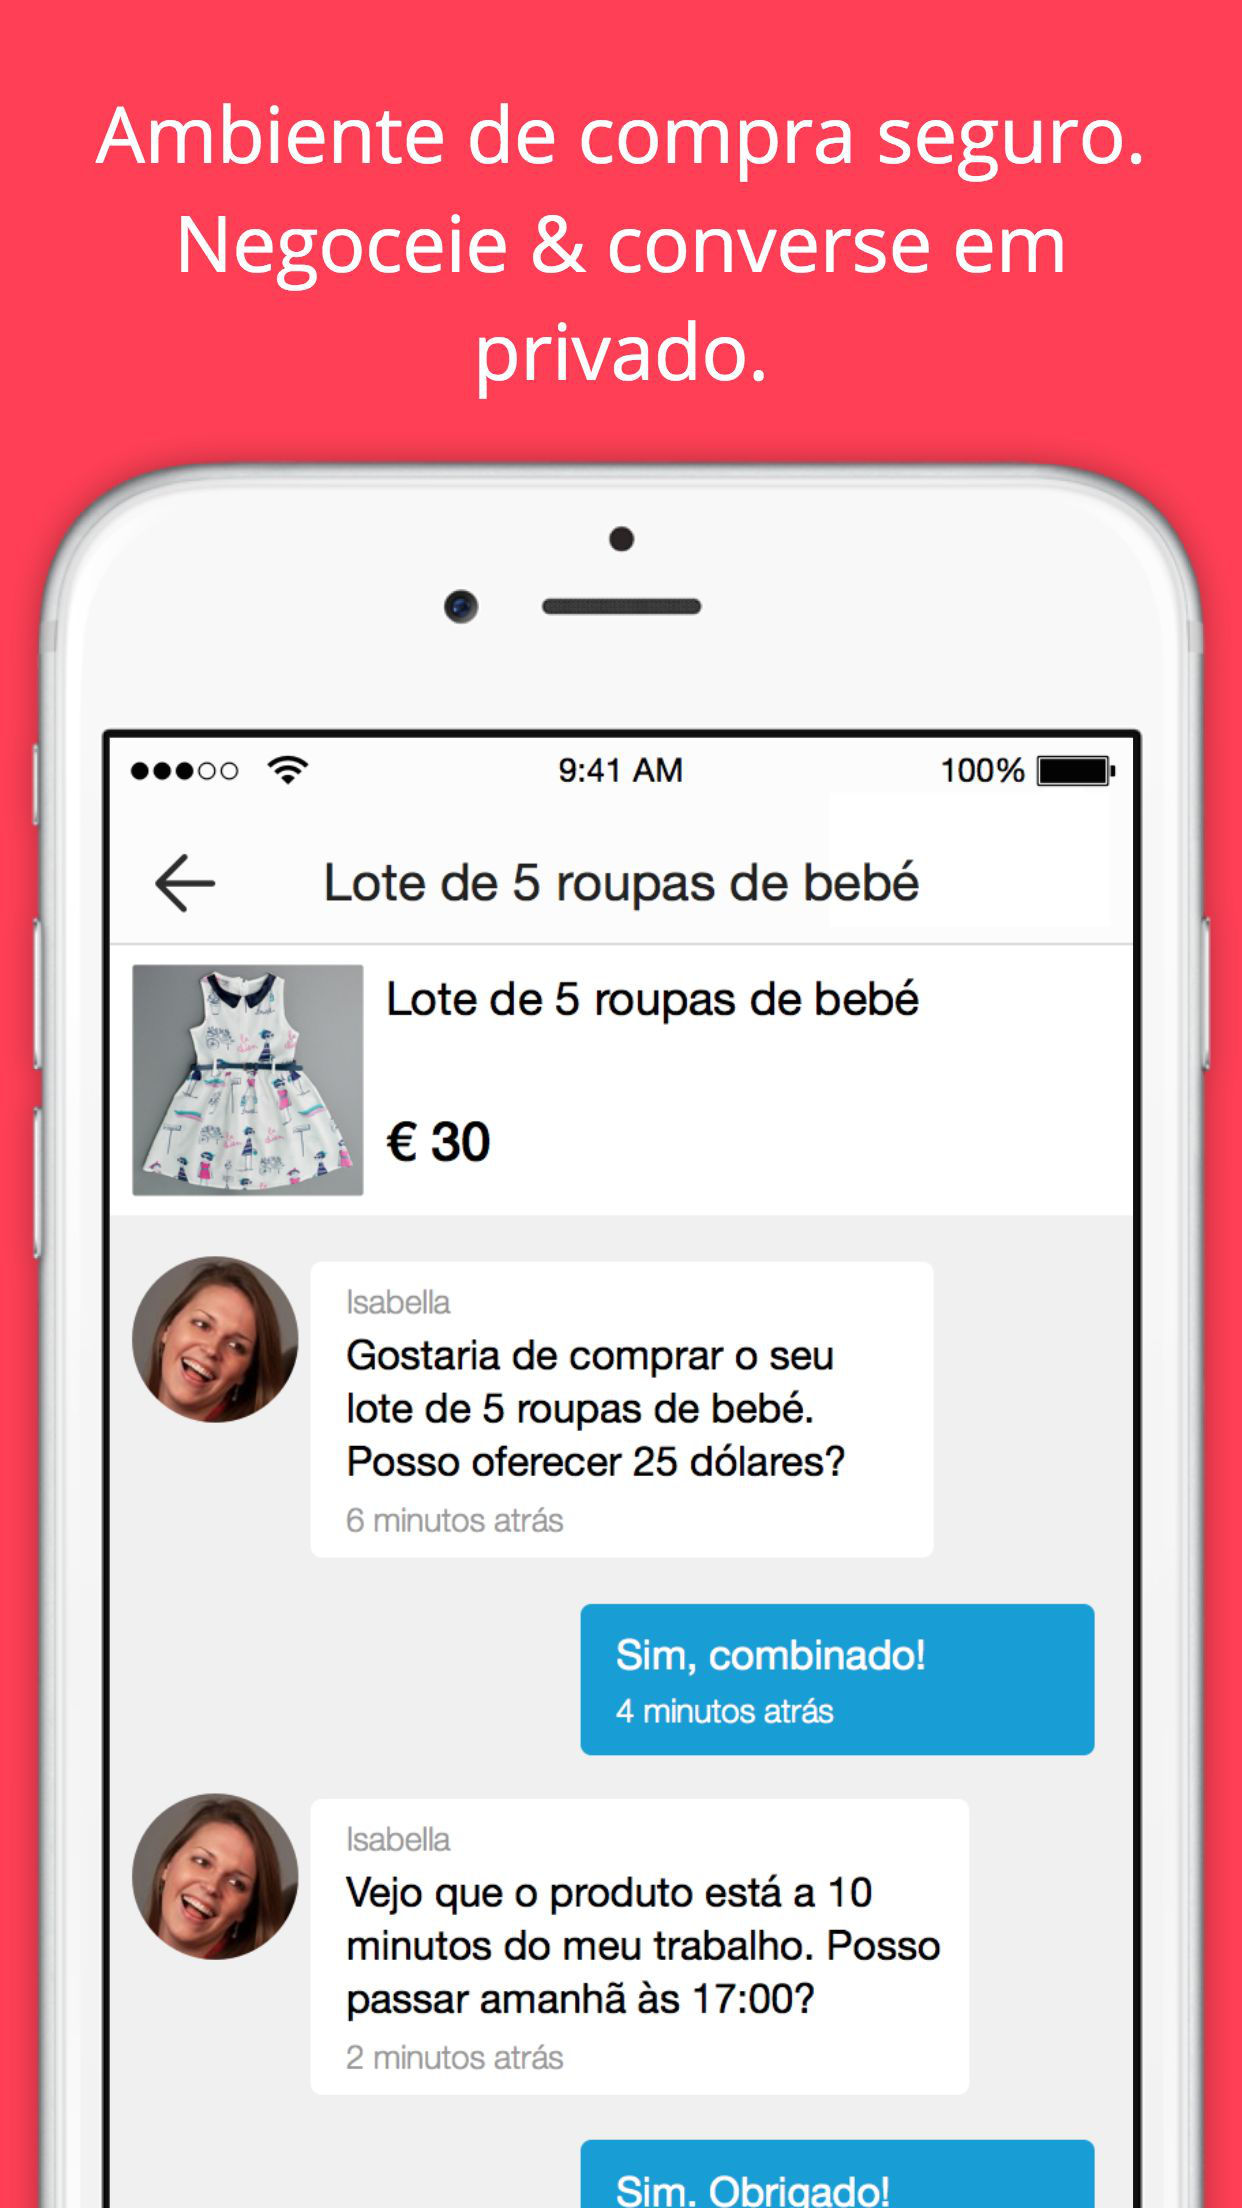 Ambiente de compra seguro.
Negoceie & converse em
privado.
9:41 AM
100%
Lote de 5 roupas de bebé
Lote de 5 roupas de bebé
€ 30
Isabella
Gostaria de comprar o seu
lote de 5 roupas de bebé.
Posso oferecer 25 dólares?
6 minutos atrás
Sim, combinado!
4 minutos atrás
Isabella
Vejo que o produto está a 10
minutos do meu trabalho. Posso
passar amanhã às 17:00?
2 minutos atrás
Sim. Obrigado!